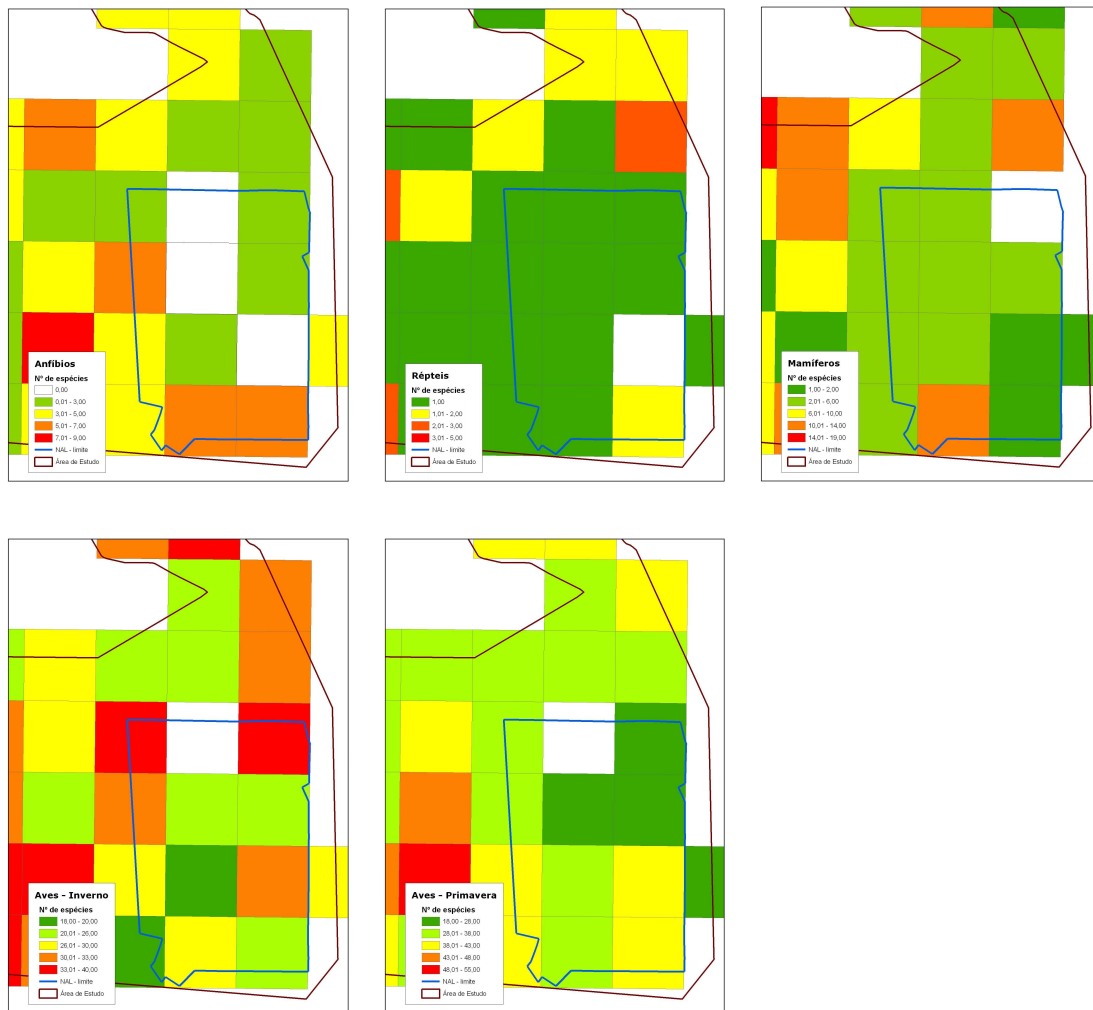 Anfíbios
Nº de espécies
0,00
0,01 - 3,00
3,01 - 5,00
5,01 - 7,00
7,01 - 9,00
NAL - limite
Área de Estudo
Répteis
Nº de espécies
1,00
1,01 - 2,00
2,01 - 3,00
3,01 - 5,00
NAL - limite
Área de Estudo
Mamíferos
Nº de espécies
1,00 - 2,00
2,01 - 6,00
6,01 - 10,00
10,01 - 14,00
14,01 - 19,00
NAL - limite
Área de Estudo
Aves - Inverno
Nº de espécies
18,00 - 20,00
20,01 - 26,00
26,01 - 30,00
30,01 - 33,00
33,01 - 40,00
NAL - limite
Área de Estudo
Aves - Primavera
Nº de espécies
18,00 - 28,00
28,01 - 38,00
38,01 - 43,00
43,01 - 48,00
48,01 - 55,00
NAL - limite
Área de Estudo